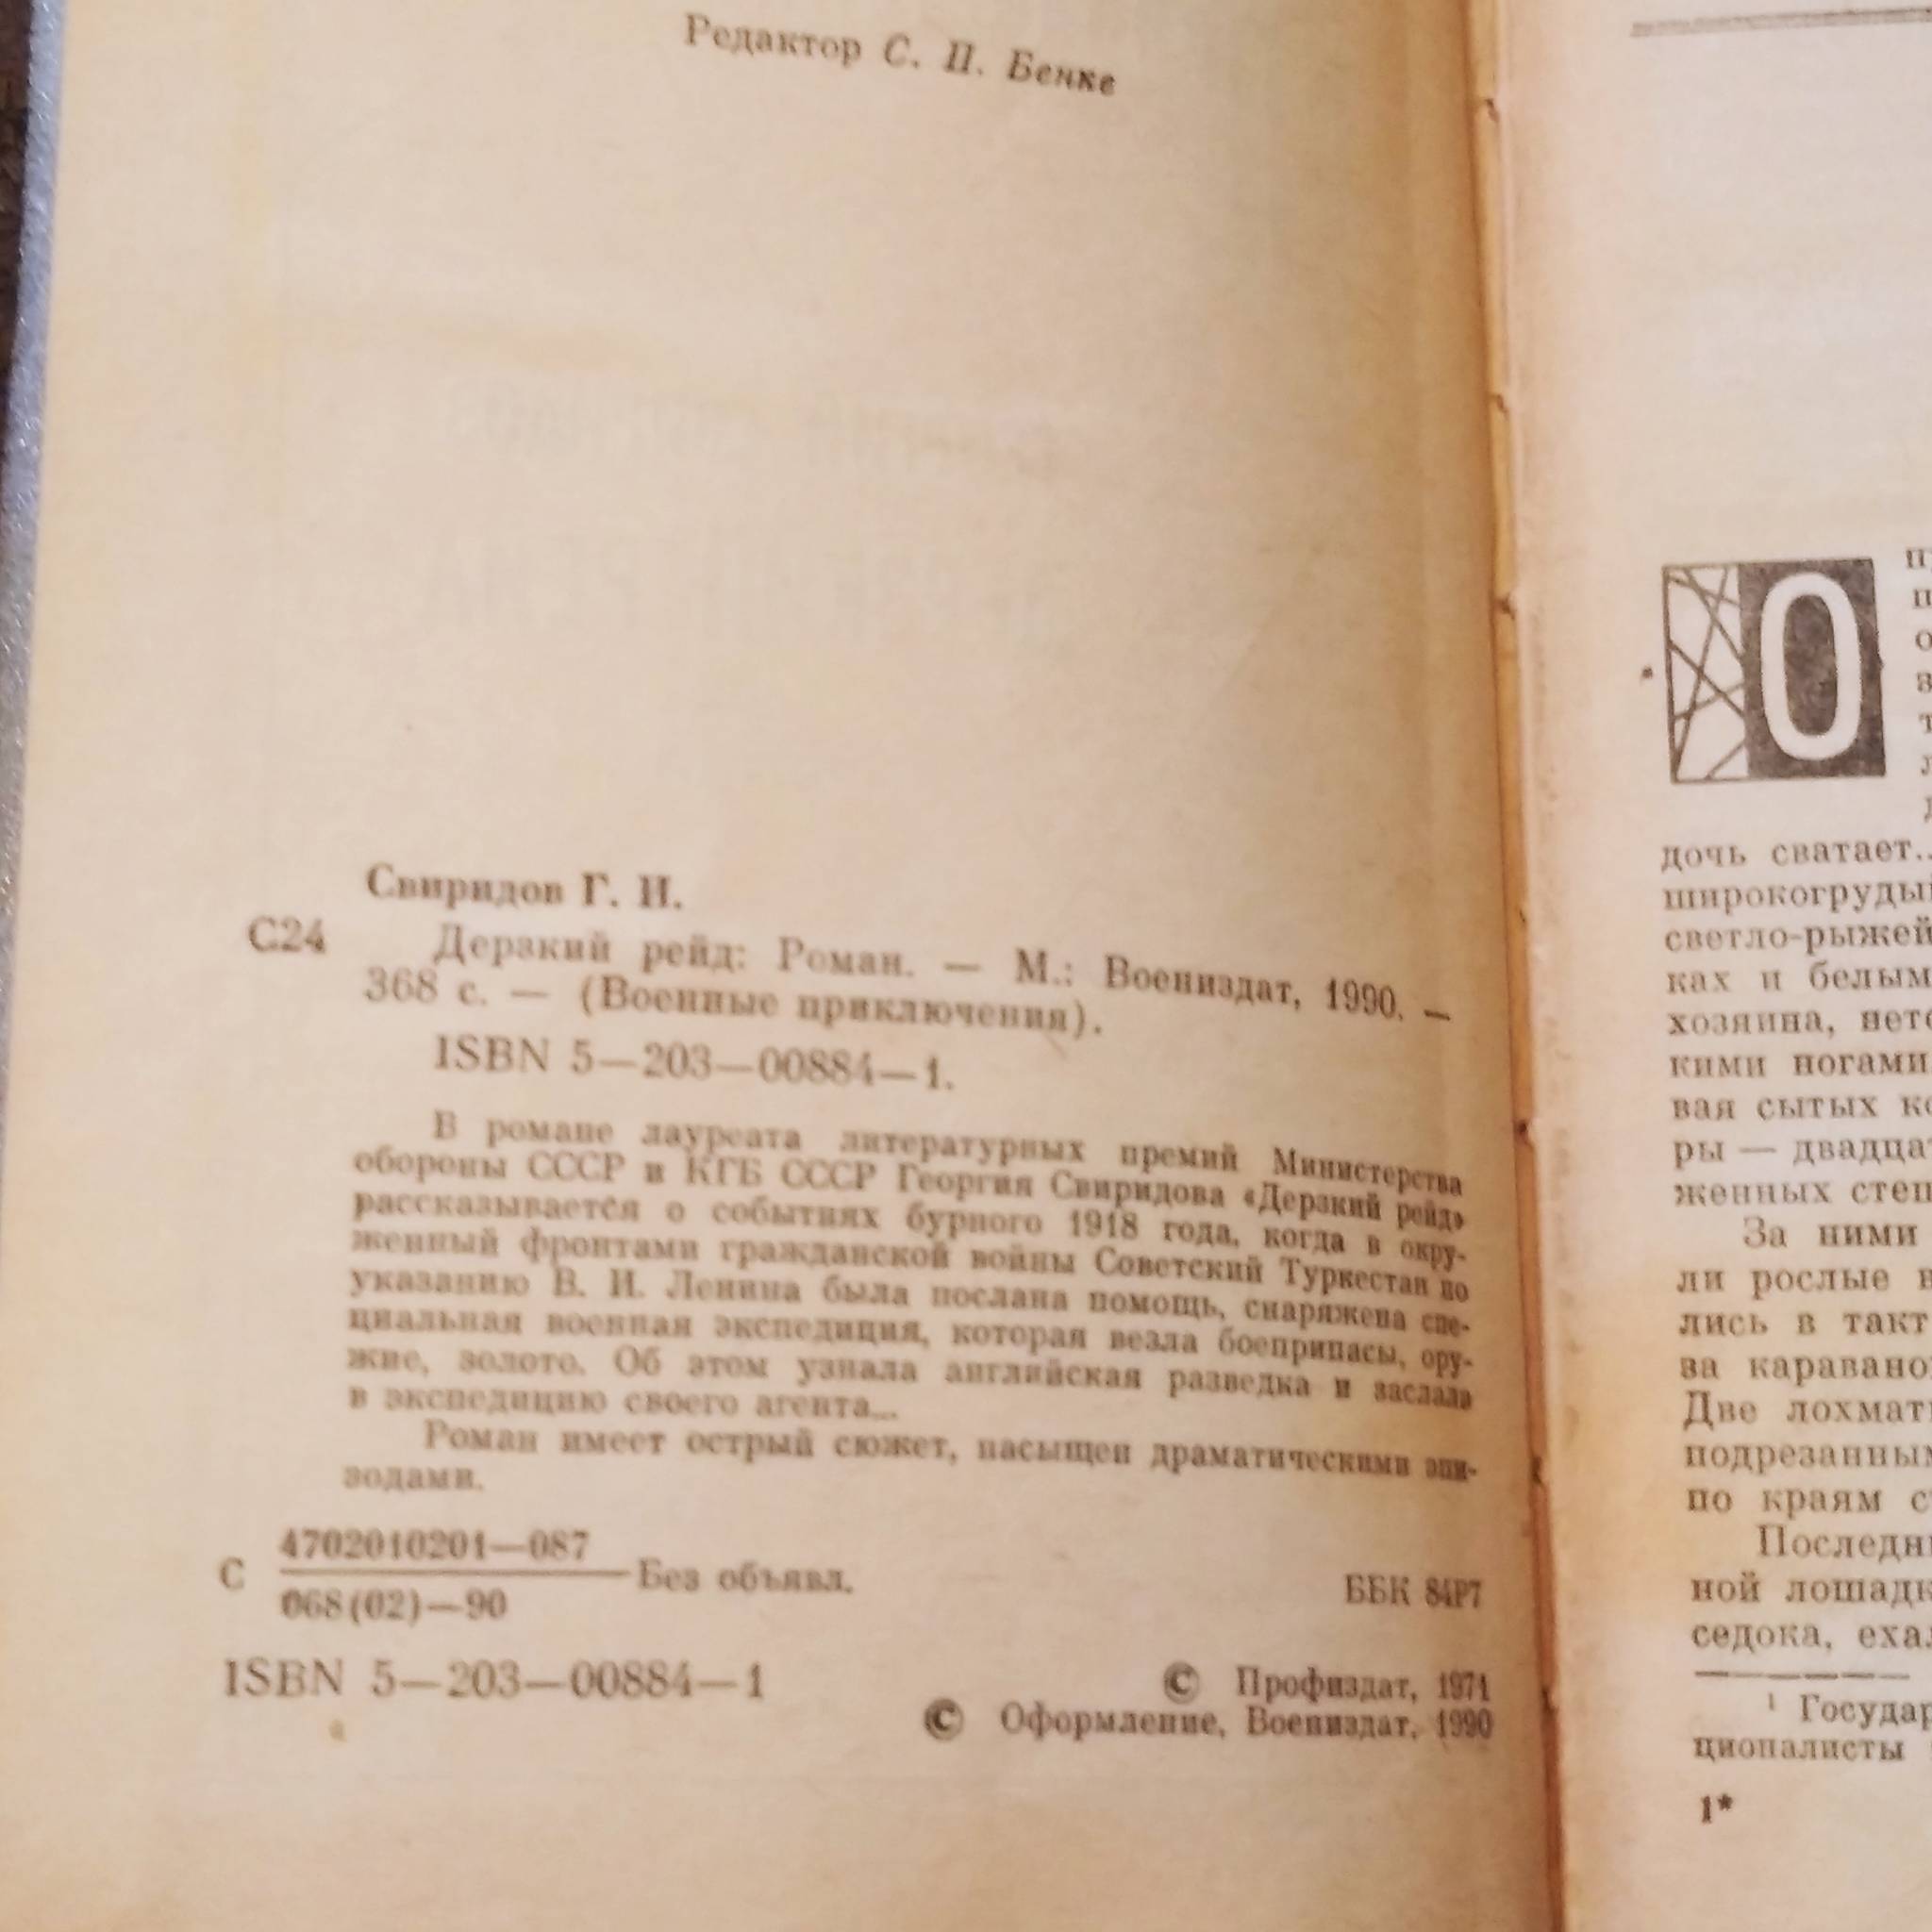 Редактор С. П. Бенке
Свиридов Г. И.
С24
Дерзкий рейд: Роман. — М.: Воениздат, 1990. —
368 с. — (Военные приключения).
ISBN 5—203—00884—1.
В романе лауреата литературных премий Министерства
обороны СССР и КГБ СССР Георгия Свиридова «Дерзкий рейд»
рассказывается о событиях бурного 1918 года, когда в окру-
женный фронтами гражданской войны Советский Туркестан по
указанию В. И. Ленина была послана помощь, снаряжена спе-
циальная военная экспедиция, которая везла боеприпасы, ору-
жие, золото. Об этом узнала английская разведка и заслала
в экспедицию своего агента...
Роман имеет острый сюжет, насыщен драматическими эпи-
зодами.
С 4702010201—087
068(02)—90
Без объявл.
ББК 84Р7
ISBN 5—203—00884—1
© Профиздат, 1971
© Оформление, Воениздат, 1990
О
дочь сватает..
широкогрудый
светло-рыжей
ках и белым
хозяина, нет
кими ногами
вая сытых к
ры — двадца
женных степ
За ними
ли рослые в
лись в такт
ва каравано
Две лохмат
подрезанным
по краям с
Последн
ной лошадк
седока, еха
1 Государ
ционалисты
1*